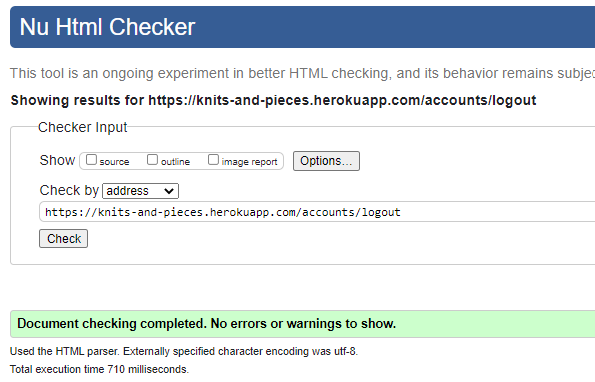 Nu Html Checker
This tool is an ongoing experiment in better HTML checking, and its behavior remains subjec
Showing results for https://knits-and-pieces.herokuapp.com/accounts/logout
Checker Input
Show source outline image report Options...
Check by address
https://knits-and-pieces.herokuapp.com/accounts/logout
Check
Document checking completed. No errors or warnings to show.
Used the HTML parser. Externally specified character encoding was utf-8.
Total execution time 710 milliseconds.